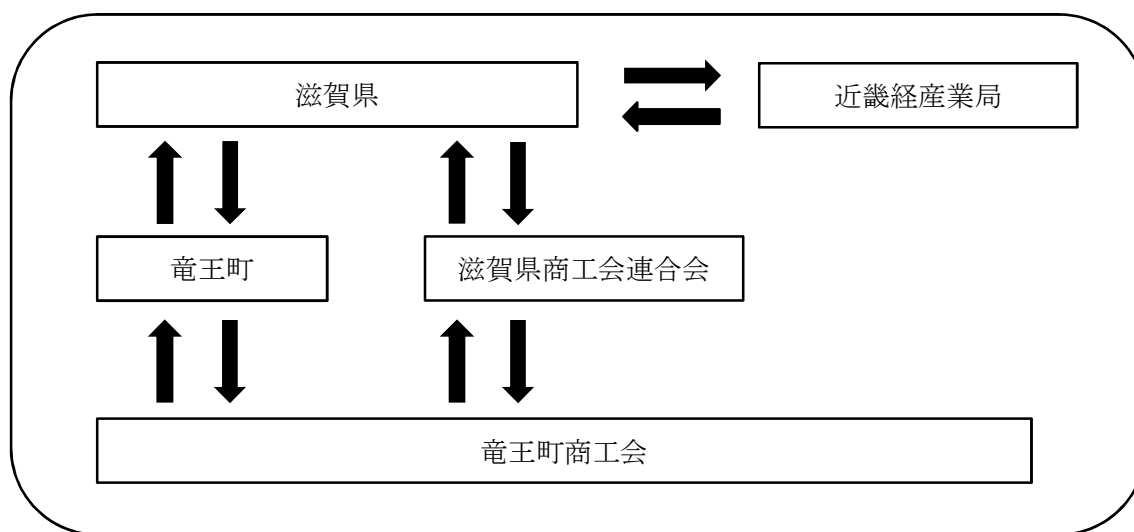 滋賀県
近畿経産業局
竜王町
滋賀県商工会連合会
竜王町商工会